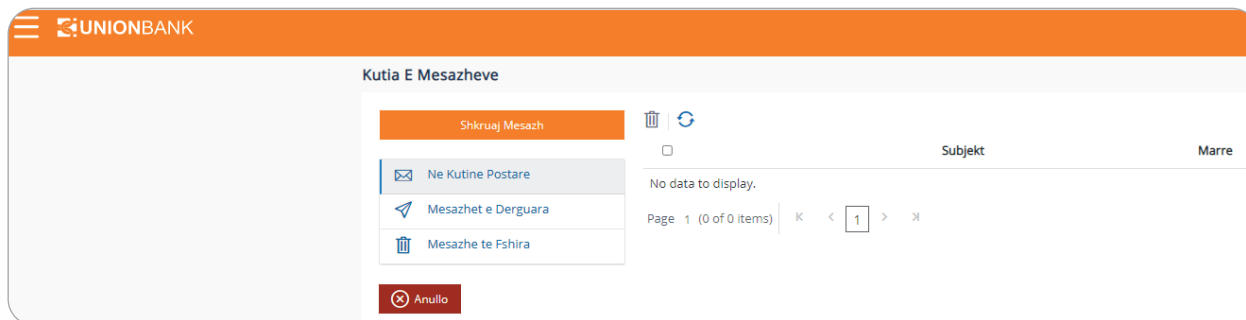 UNIONBANK
Kutia E Mesazheve
Shkruaj Mesazh
Ne Kutine Postare
Mesazhet e Derguara
Mesazhe te Fshira
Anullo
Subjekt Marre
No data to display.
Page 1 (0 of 0 items) 1